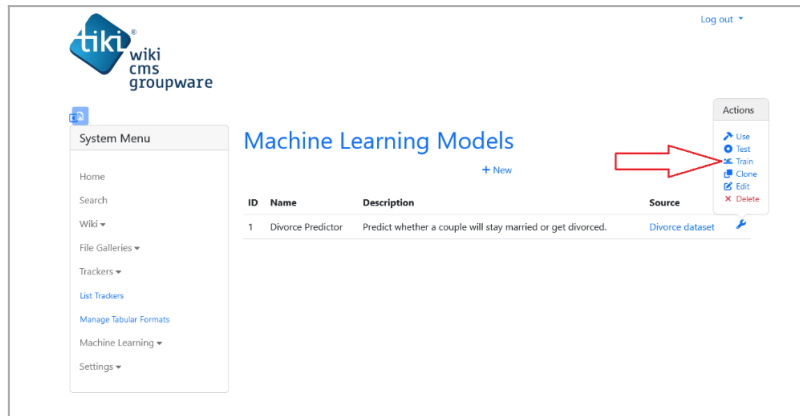 Log out
tiki®
wiki
cms
groupware
System Menu
Home
Search
Wiki
File Galleries
Trackers
List Trackers
Manage Tabular Formats
Machine Learning
Settings
Machine Learning Models
+ New
ID Name Description Source
1 Divorce Predictor Predict whether a couple will stay married or get divorced. Divorce dataset
Actions
Use
Test
Train
Clone
Edit
Delete